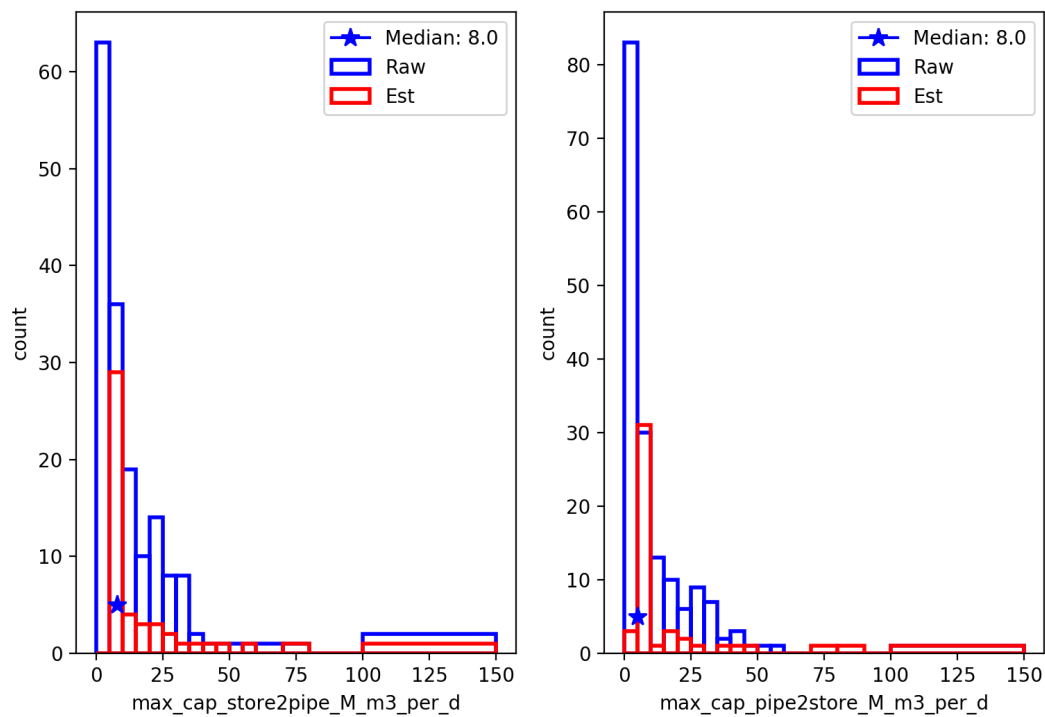 Median: 8.0
Raw
Est
60
50
40
30
20
10
0
count
0 25 50 75 100 125 150
max_cap_store2pipe_M_m3_per_d
Median: 8.0
Raw
Est
80
70
60
50
40
30
20
10
0
count
0 25 50 75 100 125 150
max_cap_pipe2store_M_m3_per_d